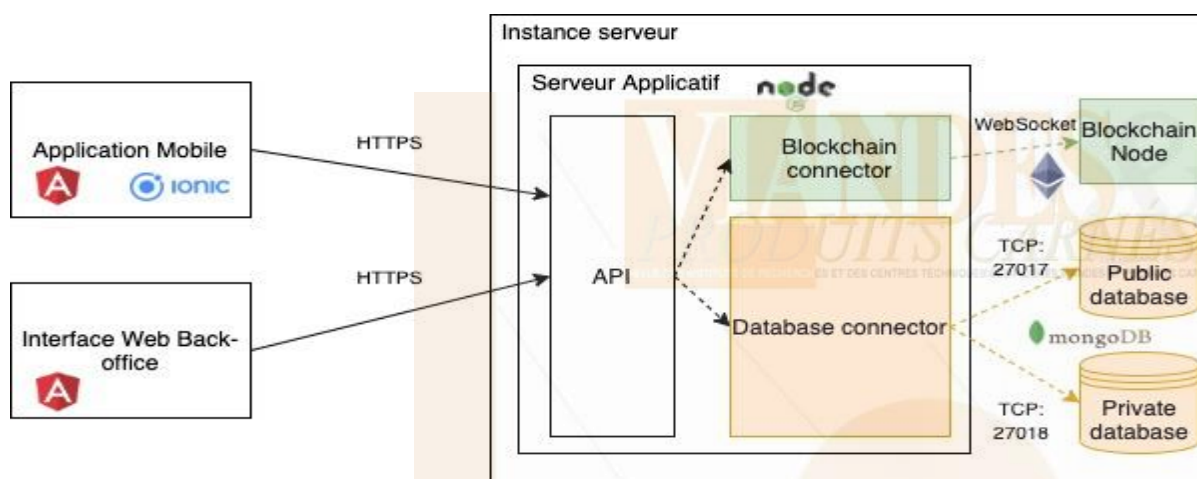 Instance serveur
Serveur Applicatif
node
JS
Application Mobile
IONIC
HTTPS
Interface Web Back-
office
HTTPS
API
Blockchain
connector
Database connector
WebSocket
Blockchain
Node
TCP:
27017
Public
database
mongoDB
TCP:
27018
Private
database
VIANDES
PRODUITS CARNÉS